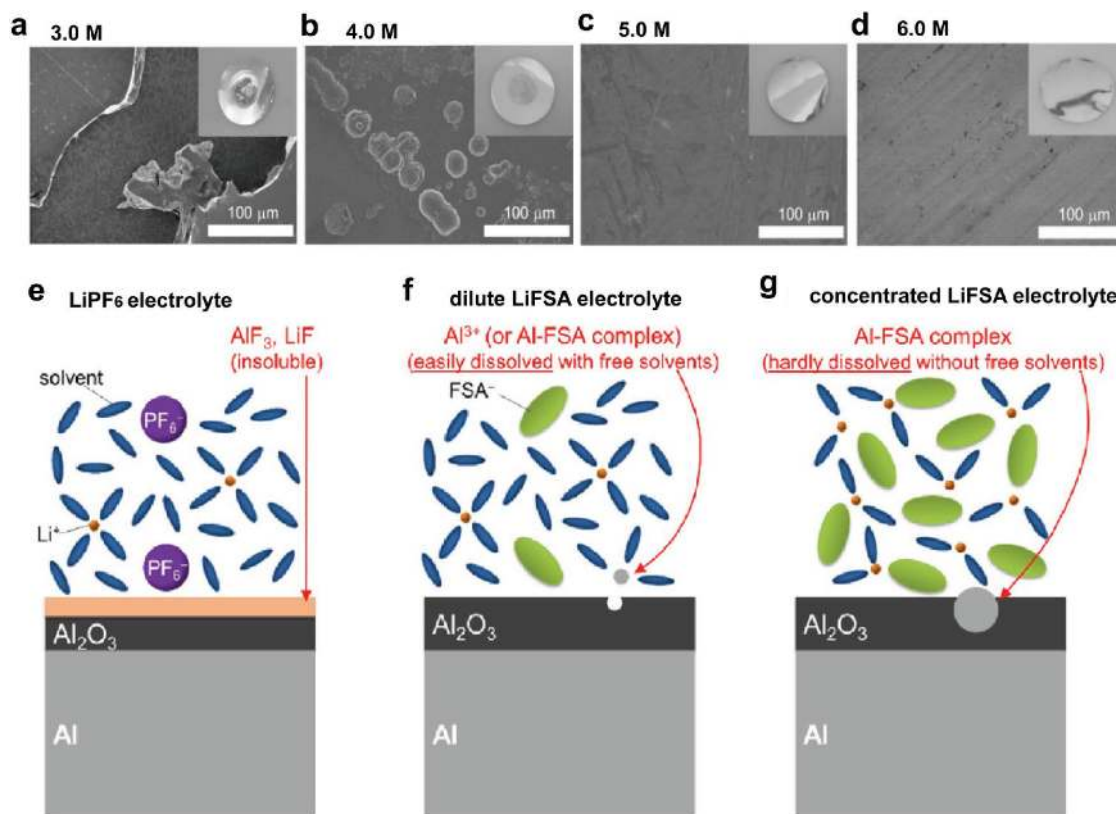 a 3.0 M
b 4.0 M
c 5.0 M
d 6.0 M
100 μm
100 μm
100 μm
100 μm
e LiPF6 electrolyte
AlF3, LiF
(insoluble)
solvent
PF6-
Li+
PF6-
Al2O3
Al
f dilute LiFSA electrolyte
Al3+ (or Al-FSA complex)
(easily dissolved with free solvents)
FSA-
Al2O3
Al
g concentrated LiFSA electrolyte
Al-FSA complex
(hardly dissolved without free solvents)
Al2O3
Al